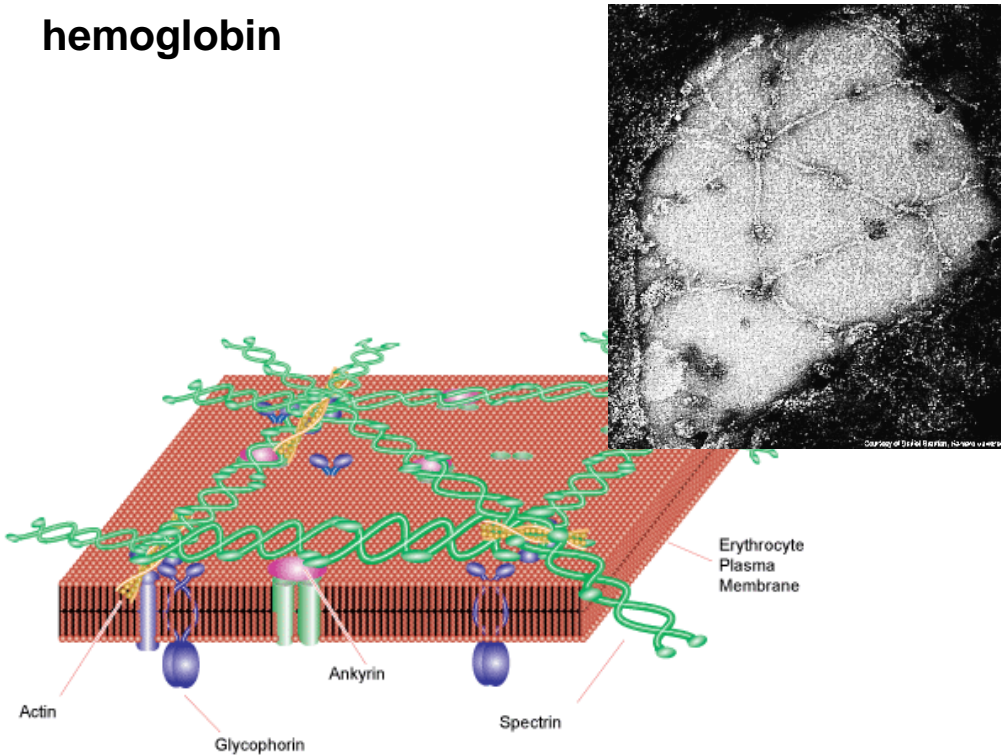 hemoglobin
Erythrocyte
Plasma
Membrane
Ankyrin
Actin
Spectrin
Glycophorin